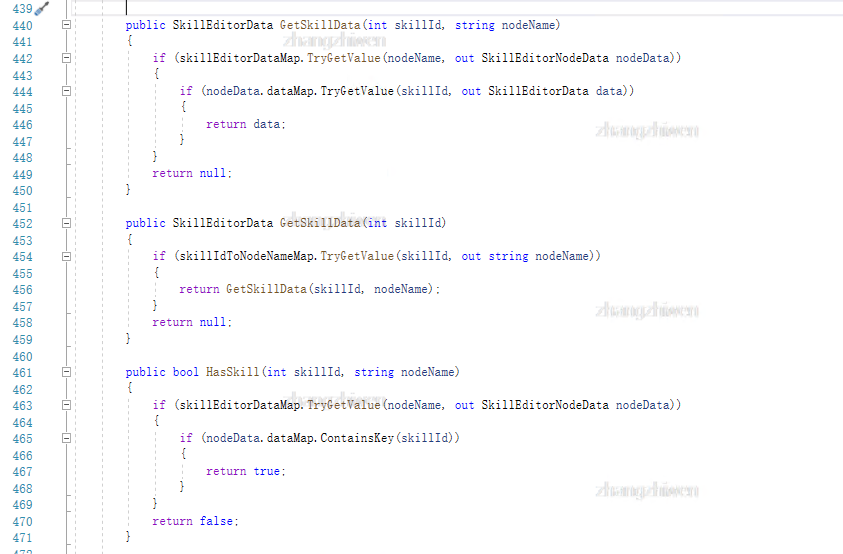 439
440 public SkillEditorData GetSkillData(int skillId, string nodeName)
441 {
442 if (skillEditorDataMap.TryGetValue(nodeName, out SkillEditorNodeData nodeData))
443 {
444 if (nodeData.dataMap.TryGetValue(skillId, out SkillEditorData data))
445 {
446 return data;
447 }
448 }
449 return null;
450 }
451
452 public SkillEditorData GetSkillData(int skillId)
453 {
454 if (skillIdToNodeNameMap.TryGetValue(skillId, out string nodeName))
455 {
456 return GetSkillData(skillId, nodeName);
457 }
458 return null;
459 }
460
461 public bool HasSkill(int skillId, string nodeName)
462 {
463 if (skillEditorDataMap.TryGetValue(nodeName, out SkillEditorNodeData nodeData))
464 {
465 if (nodeData.dataMap.ContainsKey(skillId))
466 {
467 return true;
468 }
469 }
470 return false;
471 }